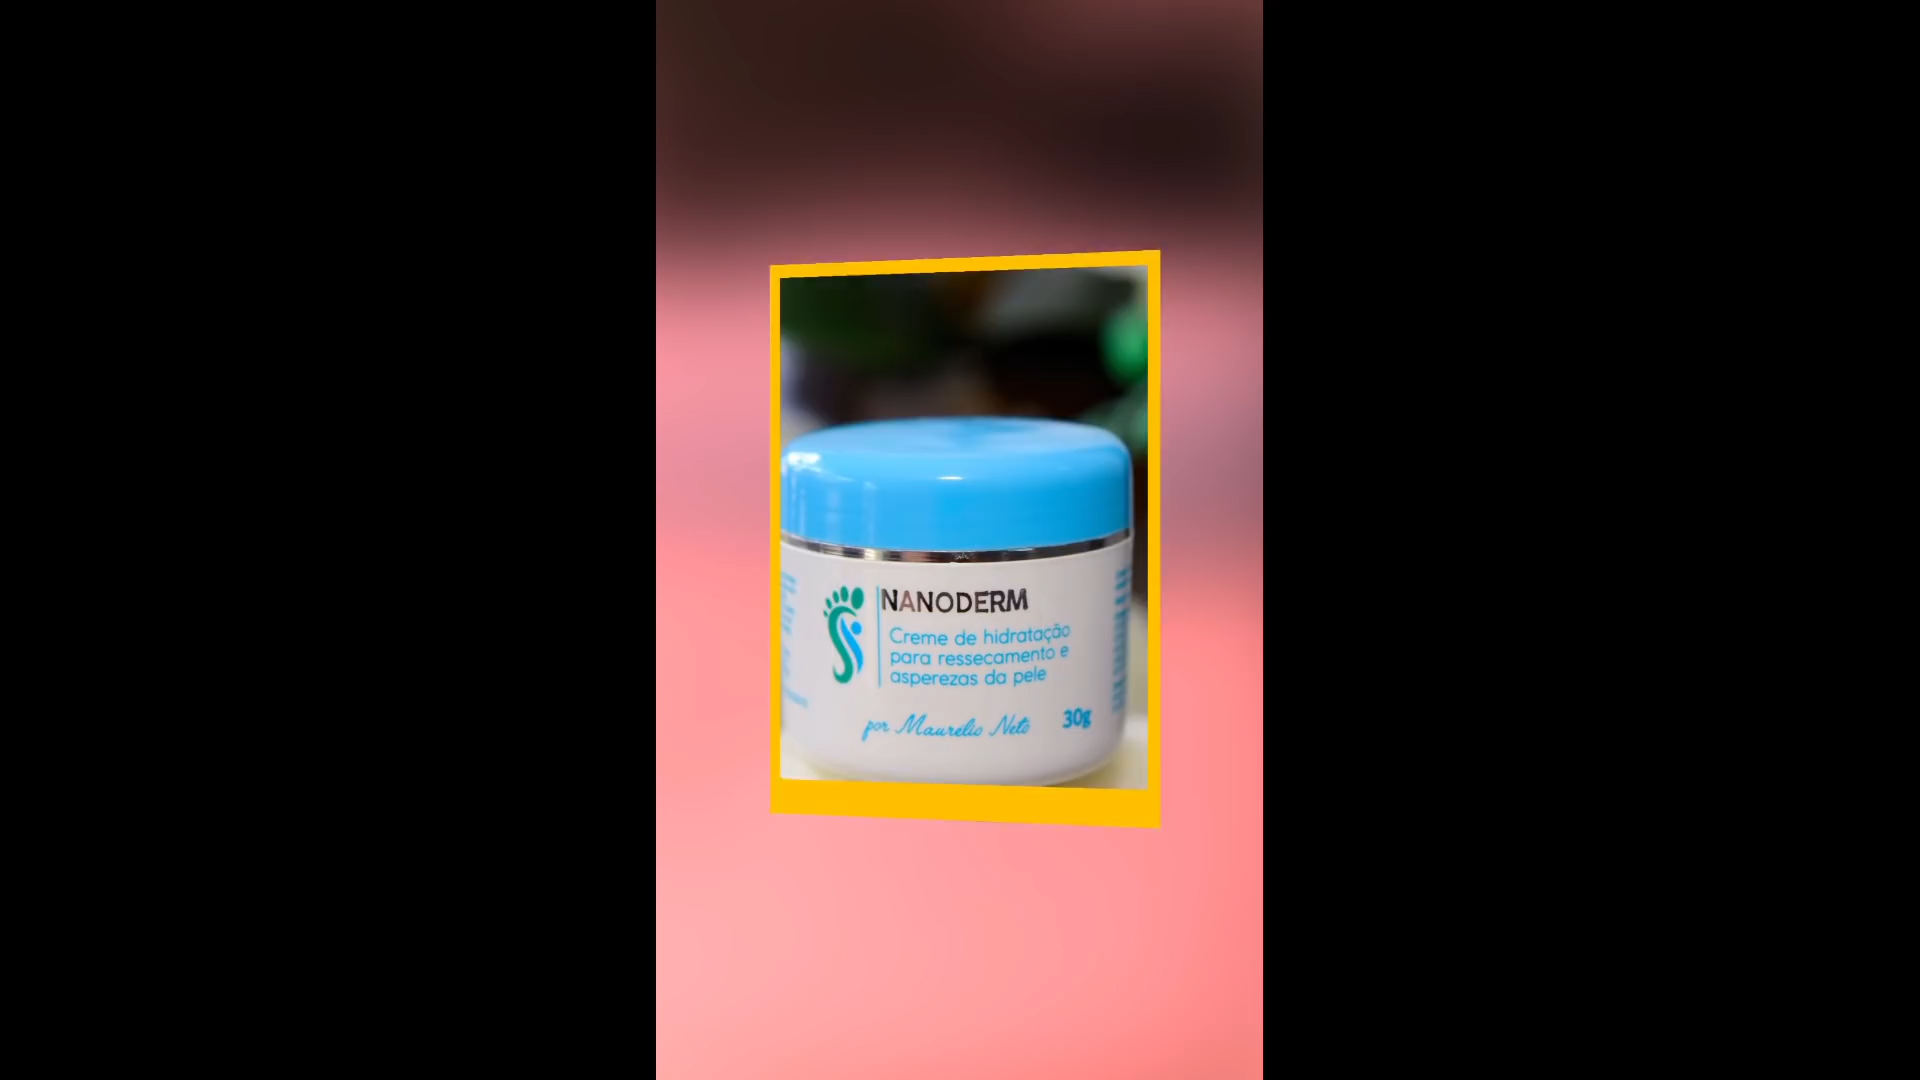 NANODERM
Creme de hidratação
para ressecamento e
asperezas da pele
por Maurelio Neto
30g